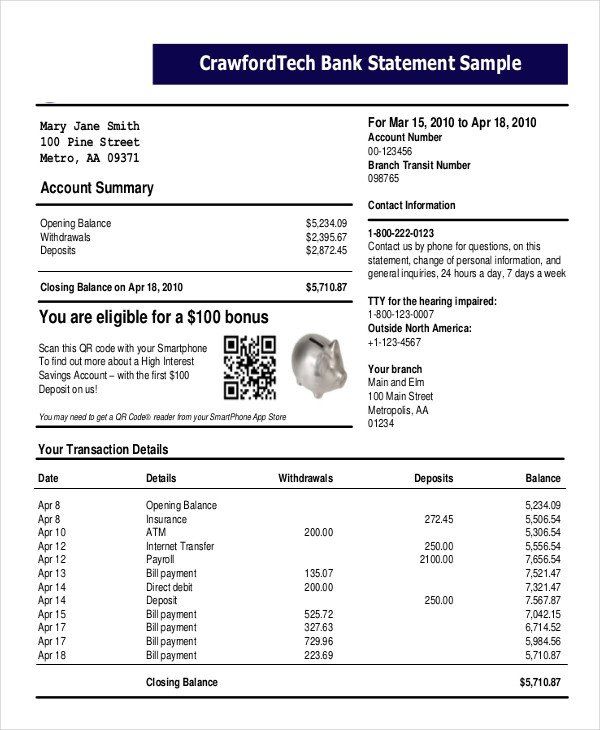 CrawfordTech Bank Statement Sample
Mary Jane Smith
100 Pine Street
Metro, AA 09371
Account Summary
Opening Balance $5,234.09
Withdrawals $2,395.67
Deposits $2,872.45
Closing Balance on Apr 18, 2010 $5,710.87
You are eligible for a $100 bonus
Scan this QR code with your Smartphone
To find out more about a High Interest
Savings Account – with the first $100
Deposit on us!
You may need to get a QR Code® reader from your SmartPhone App Store
For Mar 15, 2010 to Apr 18, 2010
Account Number
00-123456
Branch Transit Number
098765
Contact Information
1-800-222-0123
Contact us by phone for questions, on this
statement, change of personal information, and
general inquiries, 24 hours a day, 7 days a week
TTY for the hearing impaired:
1-800-123-0007
Outside North America:
+1-123-4567
Your branch
Main and Elm
100 Main Street
Metropolis, AA
01234
Your Transaction Details
Date Details Withdrawals Deposits Balance
Apr 8 Opening Balance 5,234.09
Apr 8 Insurance 272.45 5,506.54
Apr 10 ATM 200.00 5,306.54
Apr 12 Internet Transfer 250.00 5,556.54
Apr 12 Payroll 2100.00 7,656.54
Apr 13 Bill payment 135.07 7,521.47
Apr 14 Direct debit 200.00 7,321.47
Apr 14 Deposit 250.00 7.567.87
Apr 15 Bill payment 525.72 7,042.15
Apr 17 Bill payment 327.63 6,714.52
Apr 17 Bill payment 729.96 5,984.56
Apr 18 Bill payment 223.69 5,710.87
Closing Balance $5,710.87